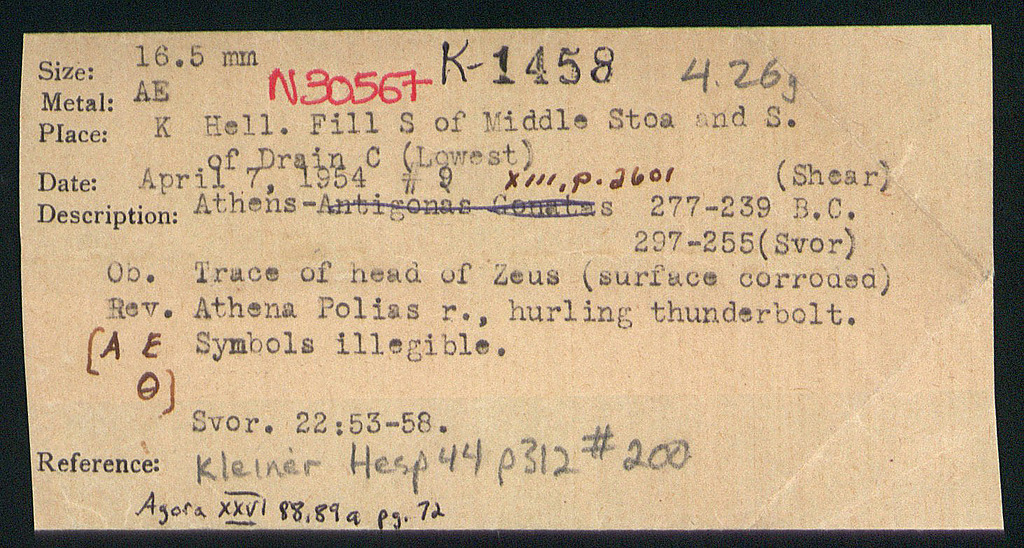 Size: 16.5 mm K-1458 4.26g
Metal: AE N30567
Place: K Hell. Fill S of Middle Stoa and S.
of Drain C (Lowest)
Date: April 7, 1954 # 9 XIII, p. 2601 (Shear)
Description: Athens-Antigonas Gonatas 277-239 B.C.
297-255(Svor)
Ob. Trace of head of Zeus (surface corroded)
Rev. Athena Polias r., hurling thunderbolt.
[A E Symbols illegible.
Θ]
Svor. 22:53-58.
Reference: Kleiner Hesp 44 p312 # 200
Agora XXVI 88,89a pg. 72